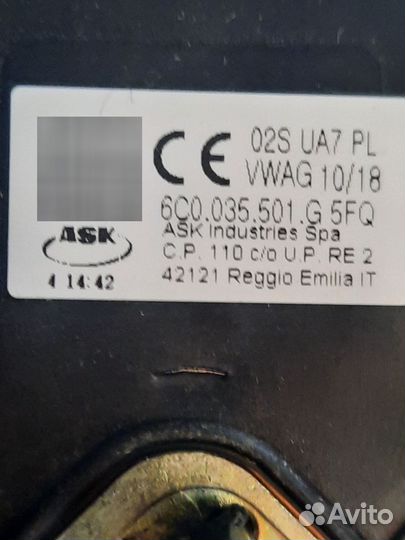 CE
02S UA7 PL
VWAG 10/18
6C0.035.501.G 5FQ
ASK Industries Spa
C.P. 110 c/o U.P. RE 2
42121 Reggio Emilia IT
ASK
4 14:42
Avito